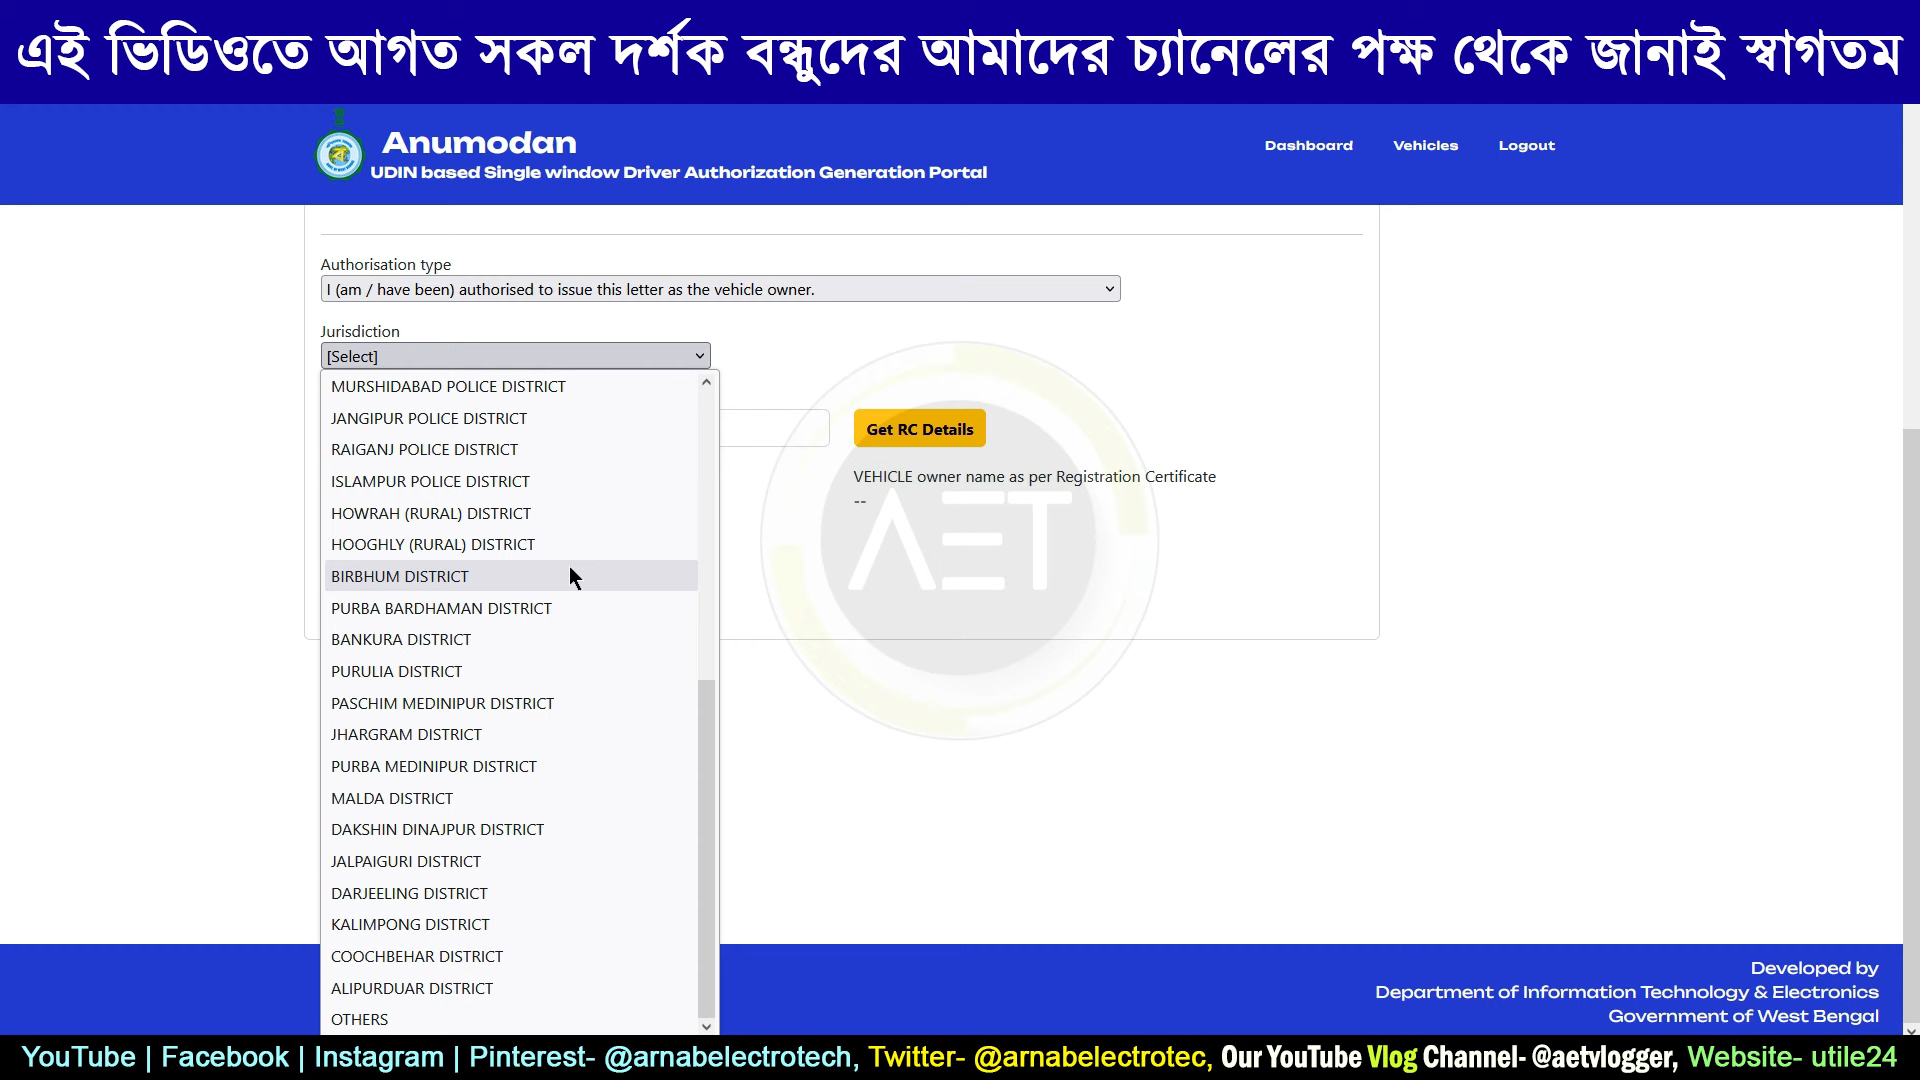 এই ভিডিওতে আগত সকল দর্শক বন্ধুদের আমাদের চ্যানেলের পক্ষ থেকে জানাই স্বাগতম
Anumodan
UDIN based Single window Driver Authorization Generation Portal
Dashboard Vehicles Logout
Authorisation type
I (am / have been) authorised to issue this letter as the vehicle owner.
Jurisdiction
[Select]
MURSHIDABAD POLICE DISTRICT
JANGIPUR POLICE DISTRICT
RAIGANJ POLICE DISTRICT
ISLAMPUR POLICE DISTRICT
HOWRAH (RURAL) DISTRICT
HOOGHLY (RURAL) DISTRICT
BIRBHUM DISTRICT
PURBA BARDHAMAN DISTRICT
BANKURA DISTRICT
PURULIA DISTRICT
PASCHIM MEDINIPUR DISTRICT
JHARGRAM DISTRICT
PURBA MEDINIPUR DISTRICT
MALDA DISTRICT
DAKSHIN DINAJPUR DISTRICT
JALPAIGURI DISTRICT
DARJEELING DISTRICT
KALIMPONG DISTRICT
COOCHBEHAR DISTRICT
ALIPURDUAR DISTRICT
OTHERS
Get RC Details
VEHICLE owner name as per Registration Certificate
--
AET
Developed by
Department of Information Technology & Electronics
Government of West Bengal
YouTube | Facebook | Instagram | Pinterest- @arnabelectrotech, Twitter- @arnabelectrotec, Our YouTube Vlog Channel- @aetvlogger, Website- utile24